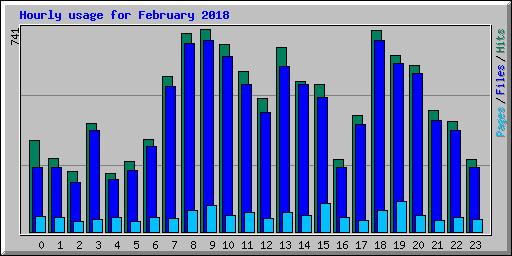 Hourly usage for February 2018
741
Pages / Files / Hits
0 1 2 3 4 5 6 7 8 9 10 11 12 13 14 15 16 17 18 19 20 21 22 23